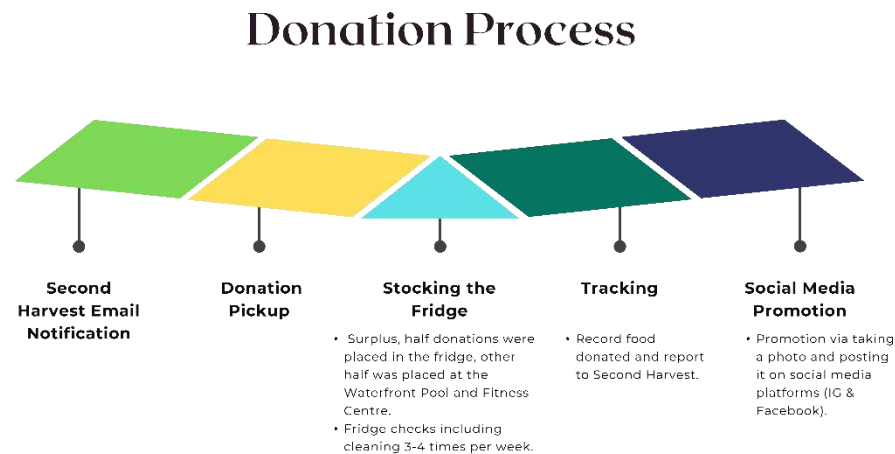 Donation Process
Second
Harvest Email
Notification
Donation
Pickup
Stocking the
Fridge
• Surplus, half donations were
placed in the fridge, other
half was placed at the
Waterfront Pool and Fitness
Centre.
• Fridge checks including
cleaning 3-4 times per week.
Tracking
• Record food
donated and report
to Second Harvest.
Social Media
Promotion
• Promotion via taking
a photo and posting
it on social media
platforms (IG &
Facebook).